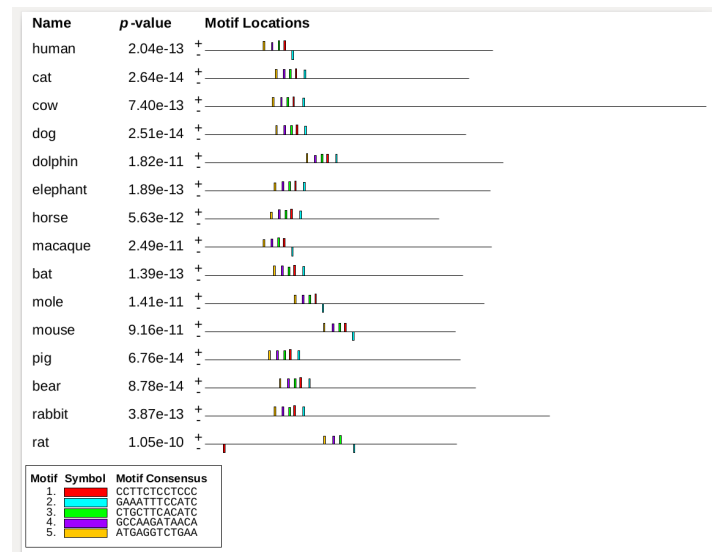 Name p-value Motif Locations
human 2.04e-13 + -
cat 2.64e-14 + -
cow 7.40e-13 + -
dog 2.51e-14 + -
dolphin 1.82e-11 + -
elephant 1.89e-13 + -
horse 5.63e-12 + -
macaque 2.49e-11 + -
bat 1.39e-13 + -
mole 1.41e-11 + -
mouse 9.16e-11 + -
pig 6.76e-14 + -
bear 8.78e-14 + -
rabbit 3.87e-13 + -
rat 1.05e-10 + -
Motif Symbol Motif Consensus
1. CCTTCTCCTCCC
2. GAAATTTCCATC
3. CTGCTTCACATC
4. GCCAAGATAACA
5. ATGAGGTCTGAA